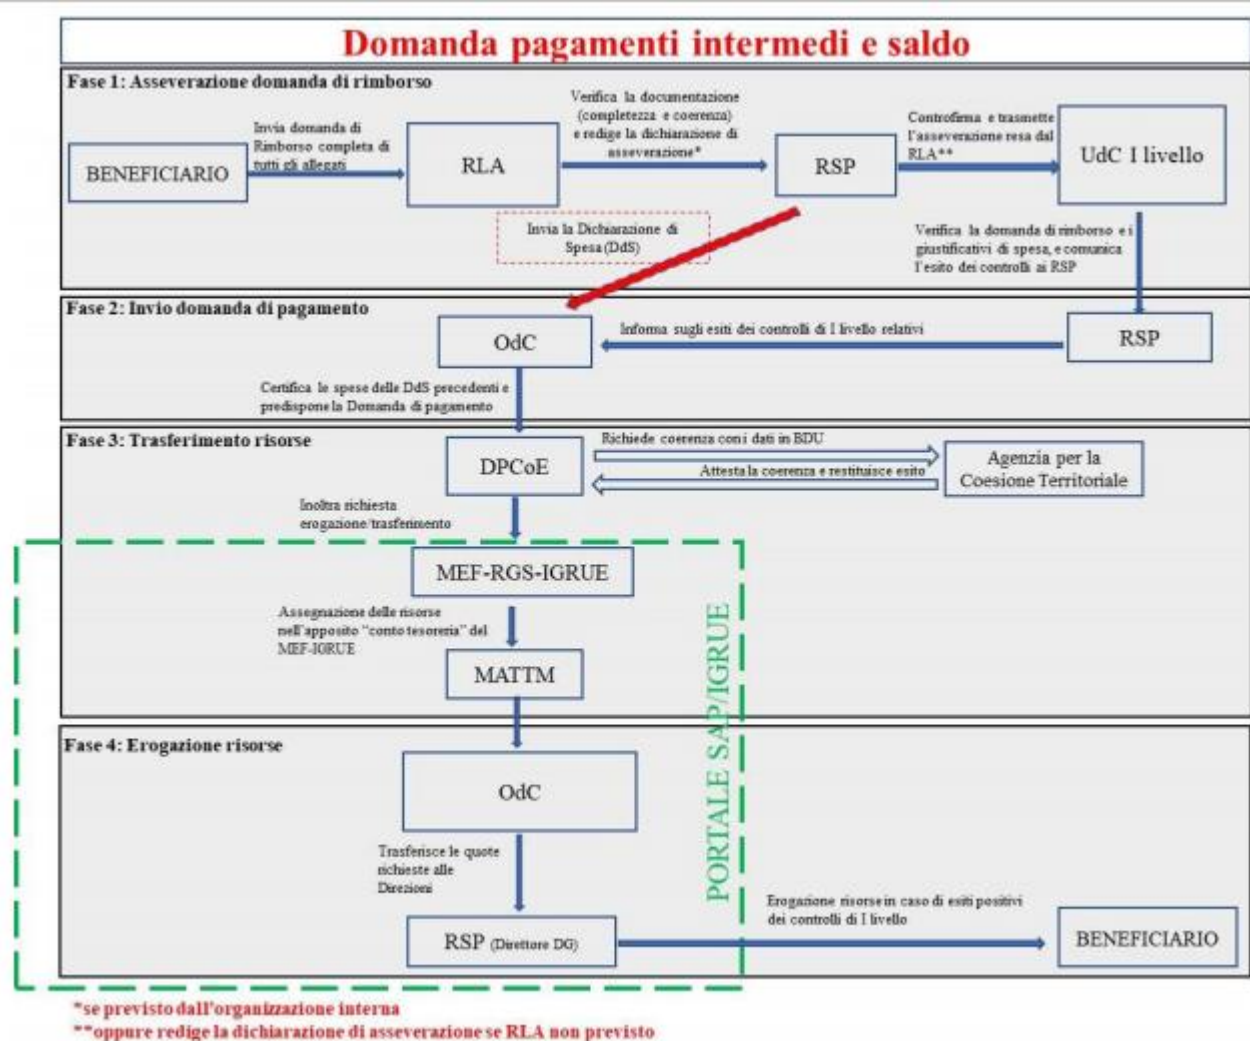 Domanda pagamenti intermedi e saldo
Fase 1: Asseverazione domanda di rimborso
BENEFICIARIO
Invia domanda di
Rimborso completa di
tutti gli allegati
RLA
Verifica la documentazione
(completezza e coerenza)
e redige la dichiarazione di
asseverazione*
RSP
Controfirma e trasmette
l'asseverazione resa dal
RLA**
UdC I livello
Invia la Dichiarazione di
Spesa (DdS)
Verifica la domanda di rimborso e i
giustificativi di spesa, e comunica
l'esito dei controlli ai RSP
Fase 2: Invio domanda di pagamento
OdC
Informa sugli esiti dei controlli di I livello relativi
RSP
Certifica le spese delle DdS precedenti e
predispone la Domanda di pagamento
Fase 3: Trasferimento risorse
DPCoE
Richiede coerenza con i dati in BDU
Attesta la coerenza e restituisce esito
Agenzia per la
Coesione Territoriale
Inoltra richiesta
erogazione/trasferimento
MEF-RGS-IGRUE
Assegnazione delle risorse
nell'apposito "conto tesoreria" del
MEF-IGRUE
MATTM
PORTALE SAP/IGRUE
Fase 4: Erogazione risorse
OdC
Trasferisce le quote
richieste alle
Direzioni
RSP (Direttore DG)
Erogazione risorse in caso di esiti positivi
dei controlli di I livello
BENEFICIARIO
*se previsto dall'organizzazione interna
**oppure redige la dichiarazione di asseverazione se RLA non previsto